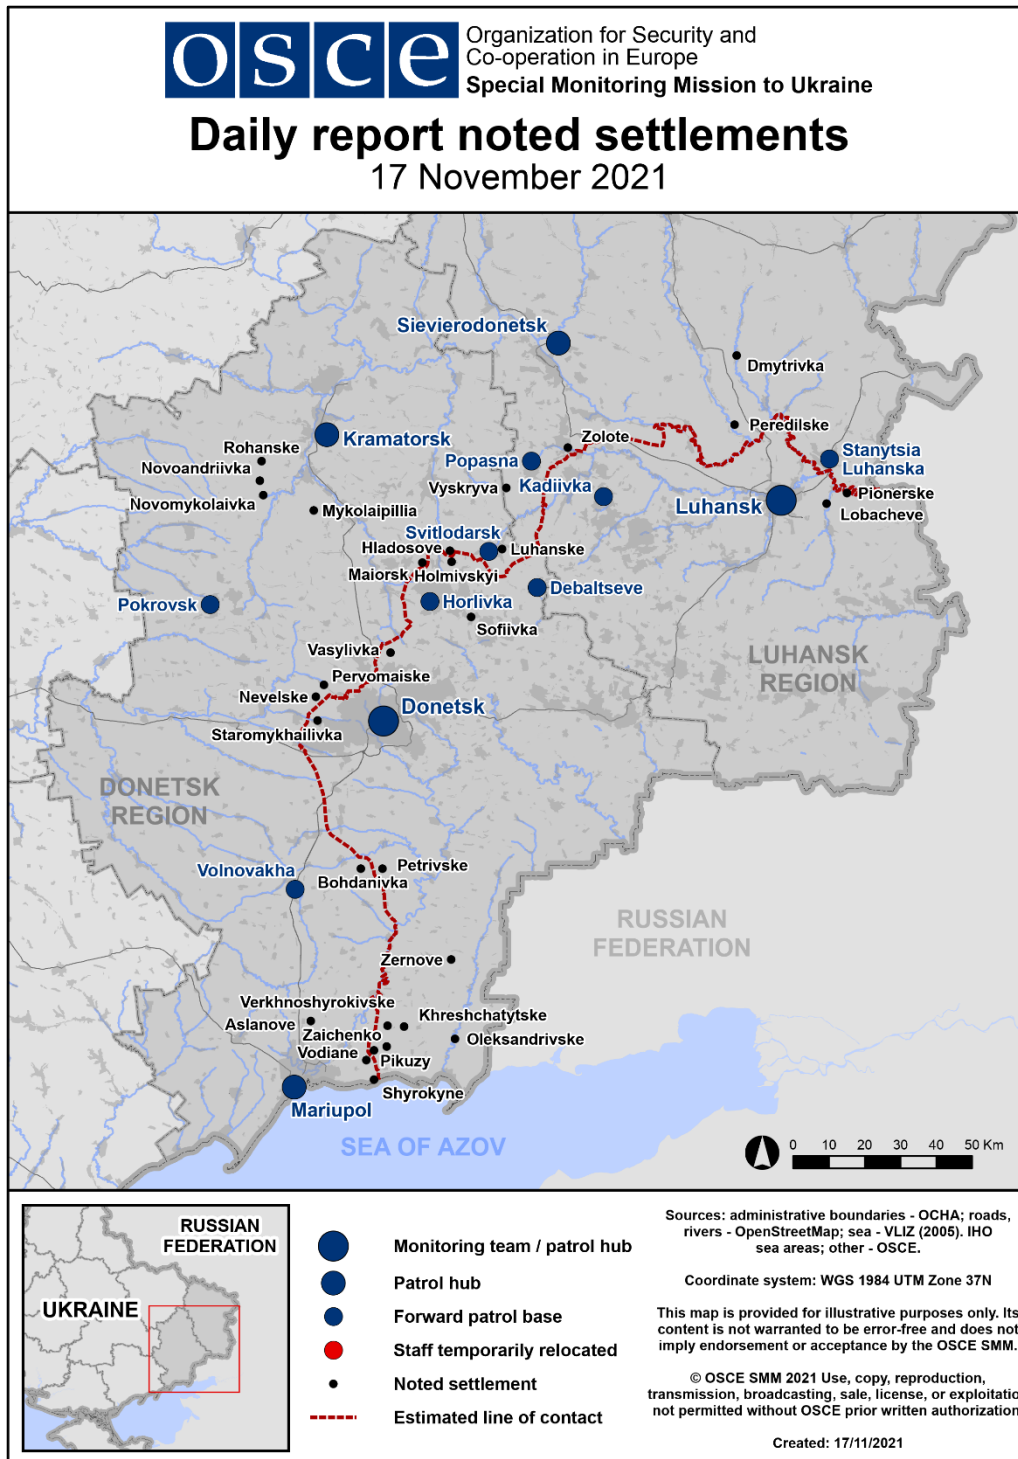 osce
Organization for Security and
Co-operation in Europe
Special Monitoring Mission to Ukraine
Daily report noted settlements
17 November 2021
Sievierodonetsk
Dmytrivka
Peredilske
Kramatorsk
Zolote
Rohanske
Novoandriivka
Popasna
Stanytsia
Luhanska
Novomykolaivka
Vyskryva
Kadiivka
Pionerske
Luhansk
Lobacheve
Mykolaipillia
Svitlodarsk
Hladosove
Luhanske
Maiorsk
Holmivskyi
Debaltseve
Pokrovsk
Horlivka
Sofiivka
Vasylivka
LUHANSK
REGION
Pervomaiske
Nevelske
Donetsk
Staromykhailivka
DONETSK
REGION
Volnovakha
Petrivske
Bohdanivka
RUSSIAN
FEDERATION
Zernove
Verkhnoshyrokivske
Aslanove
Khreshchatytske
Zaichenko
Oleksandrivske
Vodiane
Pikuzy
Shyrokyne
Mariupol
SEA OF AZOV
0 10 20 30 40 50 Km
RUSSIAN
FEDERATION
UKRAINE
Monitoring team / patrol hub
Patrol hub
Forward patrol base
Staff temporarily relocated
Noted settlement
Estimated line of contact
Sources: administrative boundaries - OCHA; roads,
rivers - OpenStreetMap; sea - VLIZ (2005). IHO
sea areas; other - OSCE.
Coordinate system: WGS 1984 UTM Zone 37N
This map is provided for illustrative purposes only. Its
content is not warranted to be error-free and does not
imply endorsement or acceptance by the OSCE SMM.
© OSCE SMM 2021 Use, copy, reproduction,
transmission, broadcasting, sale, license, or exploitatio
not permitted without OSCE prior written authorization
Created: 17/11/2021